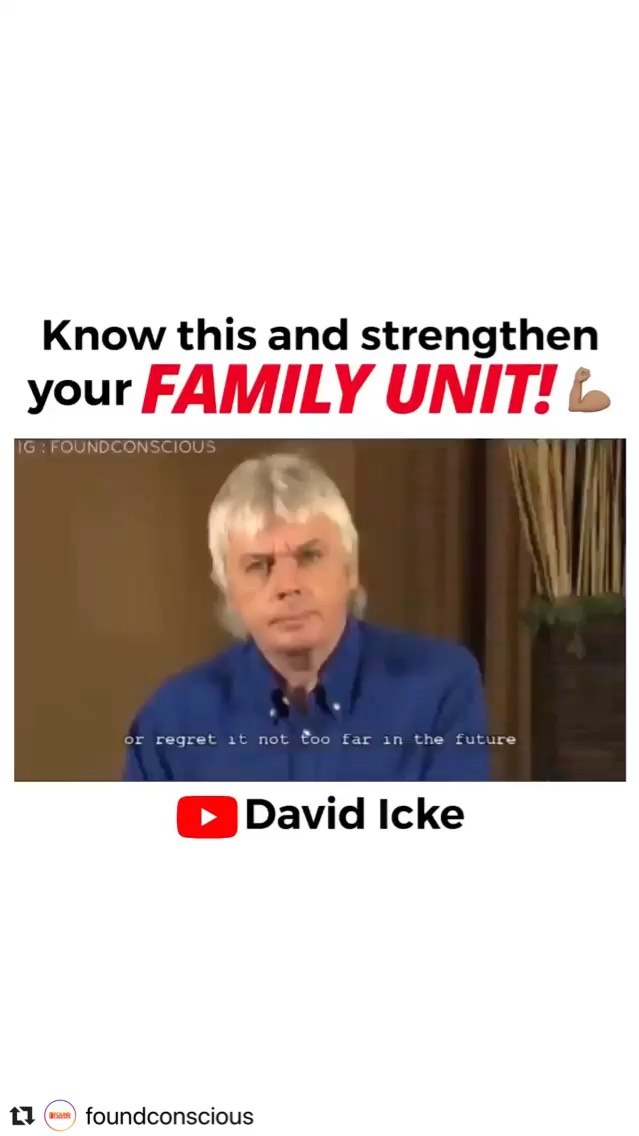 Know this and strengthen
your FAMILY UNIT!
IG : FOUNDCONSCIOUS
or regret it not too far in the future
David Icke
foundconscious